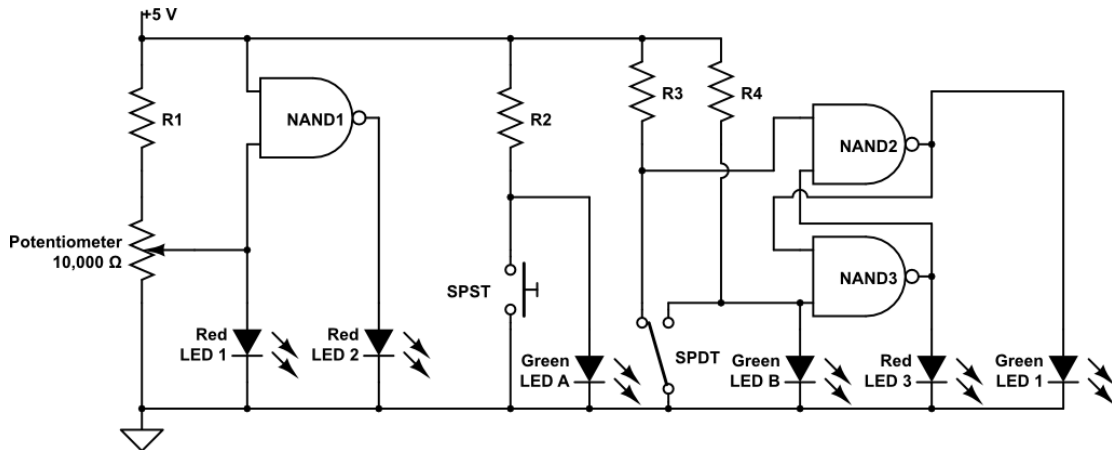 +5 V
R1
NAND1
R2
R3
R4
NAND2
Potentiometer
10,000 Ω
SPST
NAND3
Red
LED 1
Red
LED 2
Green
LED A
SPDT
Green
LED B
Red
LED 3
Green
LED 1